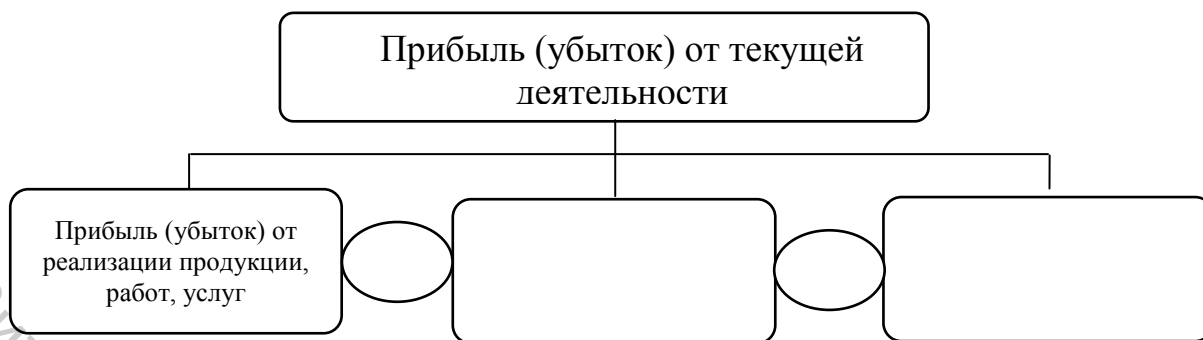 Прибыль (убыток) от текущей
деятельности
Прибыль (убыток) от
реализации продукции,
работ, услуг